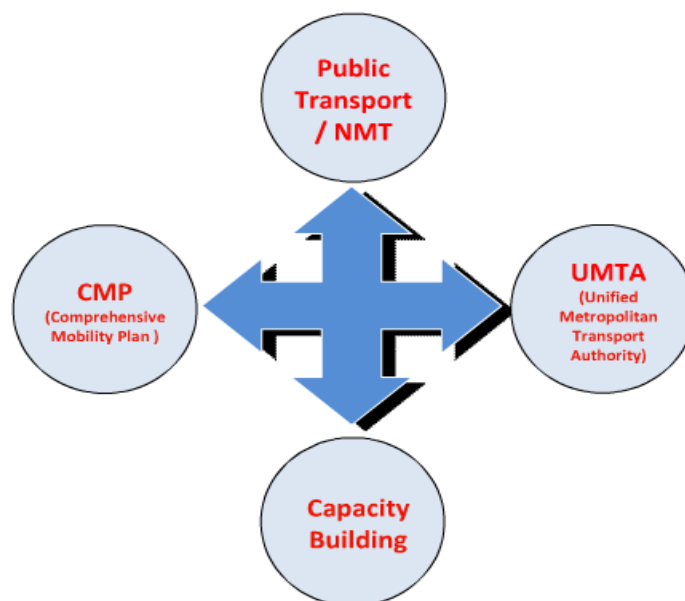 Public
Transport
/ NMT
CMP
(Comprehensive
Mobility Plan )
UMTA
(Unified
Metropolitan
Transport
Authority)
Capacity
Building